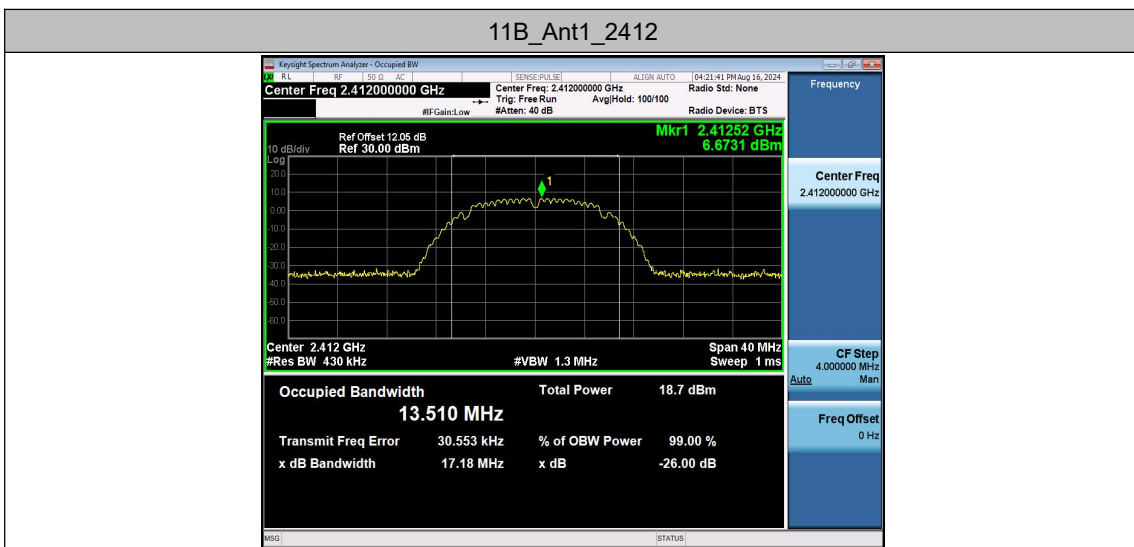 11B_Ant1_2412
Keysight Spectrum Analyzer - Occupied BW
RL RF 50 Ω AC SENSE:PULSE ALIGN AUTO 04:21:41 PM Aug 16, 2024
Center Freq 2.412000000 GHz Center Freq: 2.412000000 GHz Radio Std: None
Trig: Free Run Avg|Hold: 100/100
#IFGain:Low #Atten: 40 dB Radio Device: BTS
Frequency
Mkr1 2.41252 GHz
6.6731 dBm
Ref Offset 12.05 dB
10 dB/div Ref 30.00 dBm
Log
20.0
10.0
0.00
-10.0
-20.0
-30.0
-40.0
-50.0
-60.0
1
Center 2.412 GHz Span 40 MHz
#Res BW 430 kHz #VBW 1.3 MHz Sweep 1 ms
Occupied Bandwidth Total Power 18.7 dBm
13.510 MHz
Transmit Freq Error 30.553 kHz % of OBW Power 99.00 %
x dB Bandwidth 17.18 MHz x dB -26.00 dB
Center Freq
2.412000000 GHz
CF Step
4.000000 MHz
Auto Man
Freq Offset
0 Hz
MSG STATUS